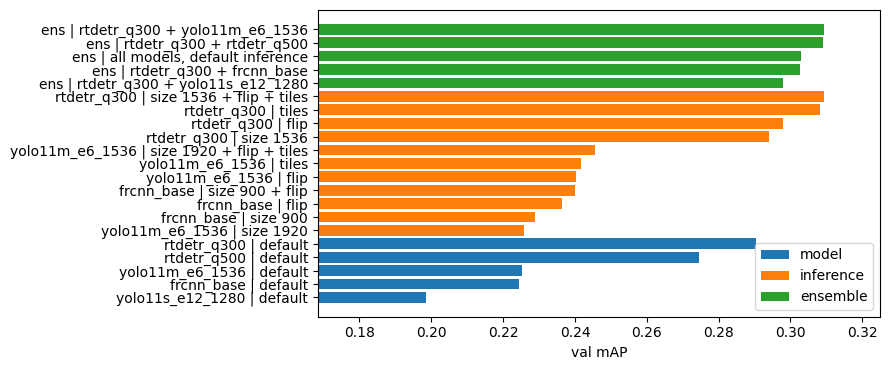 ens | rtdetr_q300 + yolo11m_e6_1536
ens | rtdetr_q300 + rtdetr_q500
ens | all models, default inference
ens | rtdetr_q300 + frcnn_base
ens | rtdetr_q300 + yolo11s_e12_1280
rtdetr_q300 | size 1536 + flip + tiles
rtdetr_q300 | tiles
rtdetr_q300 | flip
rtdetr_q300 | size 1536
yolo11m_e6_1536 | size 1920 + flip + tiles
yolo11m_e6_1536 | tiles
yolo11m_e6_1536 | flip
frcnn_base | size 900 + flip
frcnn_base | flip
frcnn_base | size 900
yolo11m_e6_1536 | size 1920
rtdetr_q300 | default
rtdetr_q500 | default
yolo11m_e6_1536 | default
frcnn_base | default
yolo11s_e12_1280 | default
model
inference
ensemble
0.18 0.20 0.22 0.24 0.26 0.28 0.30 0.32
val mAP